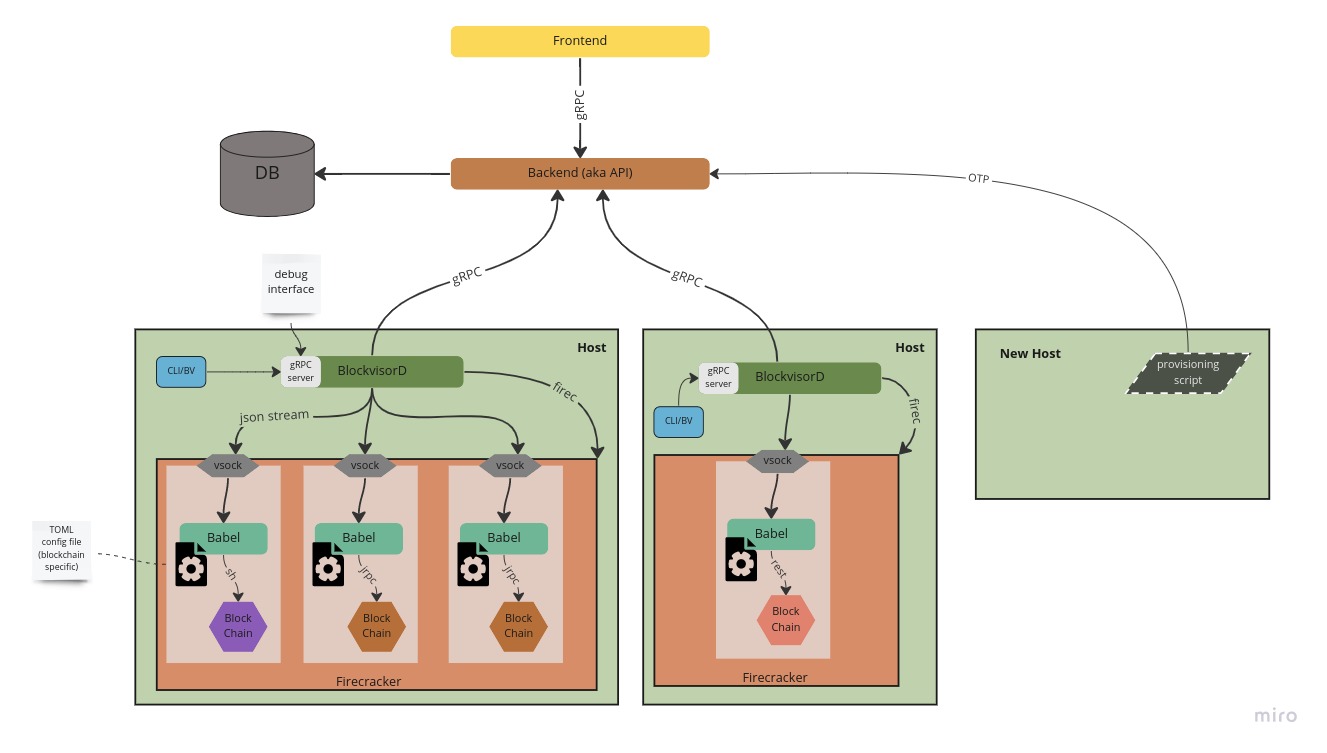 Frontend
gRPC
DB
Backend (aka API)
OTP
debug
interface
gRPC
gRPC
Host
Host
New Host
CLI/BV
gRPC
server
BlockvisorD
firec
gRPC
server
BlockvisorD
firec
CLI/BV
provisioning
script
json stream
vsock
vsock
vsock
vsock
TOML
config file
(blockchain
specific)
Babel
Babel
Babel
Babel
sh
jrpc
jrpc
rest
Block
Chain
Block
Chain
Block
Chain
Block
Chain
Firecracker
Firecracker
miro